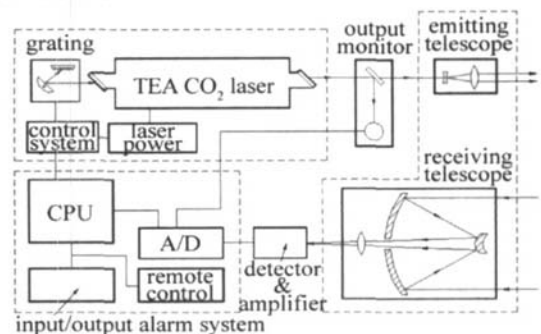 grating
TEA CO₂ laser
output
monitor
emitting
telescope
control
system
laser
power
receiving
telescope
CPU
A/D
detector
&
amplifier
remote
control
input/output alarm system